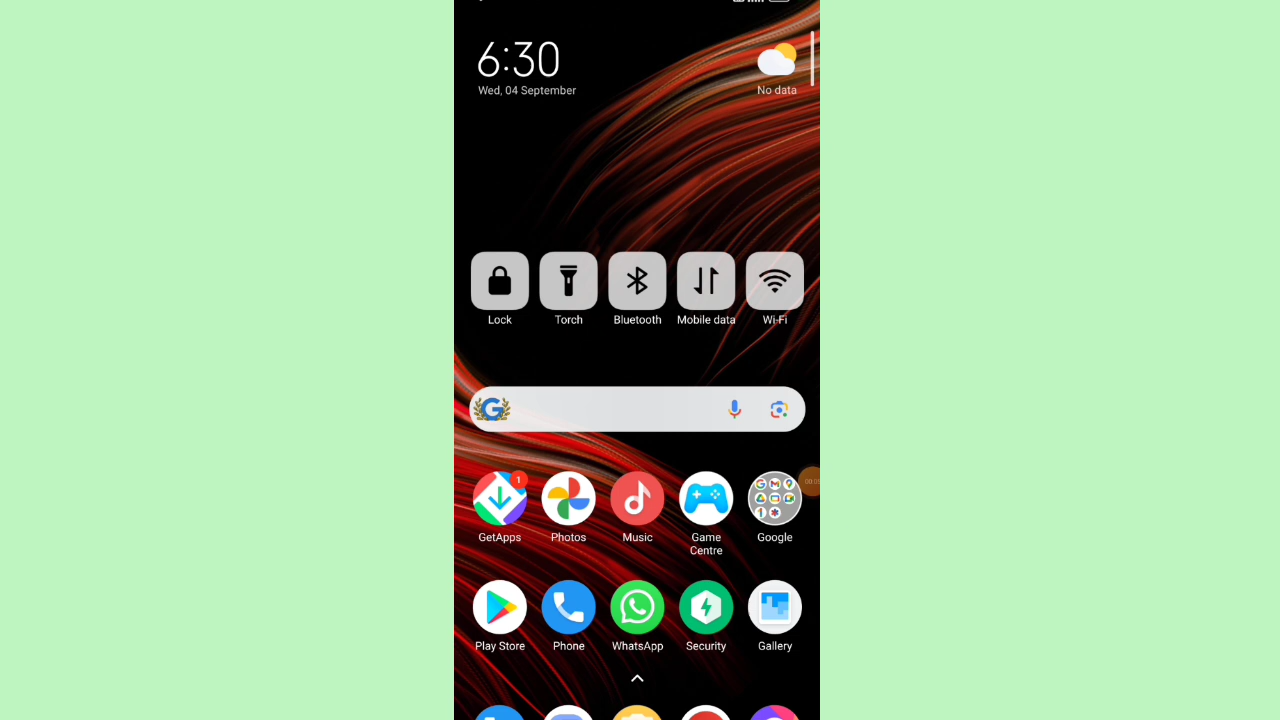 6:30
Wed, 04 September
No data
Lock
Torch
Bluetooth
Mobile data
Wi-Fi
1
GetApps
Photos
Music
Game
Centre
Google
Play Store
Phone
WhatsApp
Security
Gallery